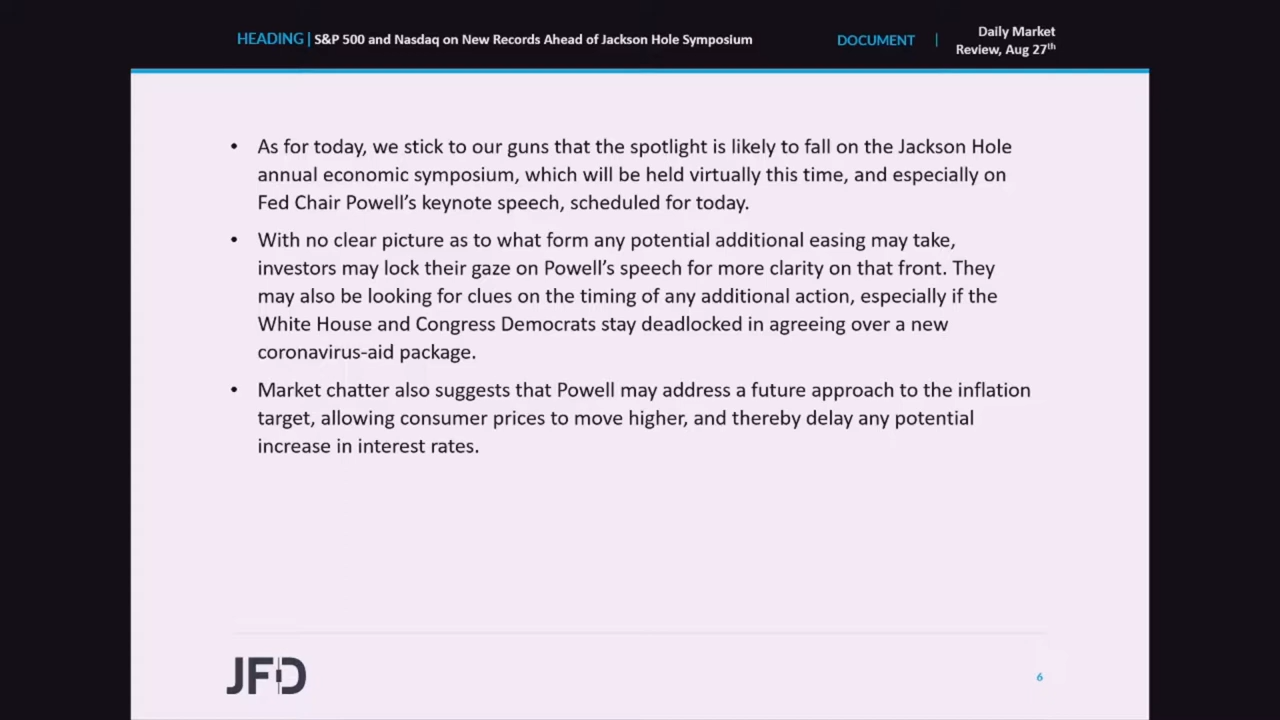 HEADING | S&P 500 and Nasdaq on New Records Ahead of Jackson Hole Symposium
DOCUMENT | Daily Market
Review, Aug 27th
• As for today, we stick to our guns that the spotlight is likely to fall on the Jackson Hole
annual economic symposium, which will be held virtually this time, and especially on
Fed Chair Powell’s keynote speech, scheduled for today.
• With no clear picture as to what form any potential additional easing may take,
investors may lock their gaze on Powell’s speech for more clarity on that front. They
may also be looking for clues on the timing of any additional action, especially if the
White House and Congress Democrats stay deadlocked in agreeing over a new
coronavirus-aid package.
• Market chatter also suggests that Powell may address a future approach to the inflation
target, allowing consumer prices to move higher, and thereby delay any potential
increase in interest rates.
JFD
6